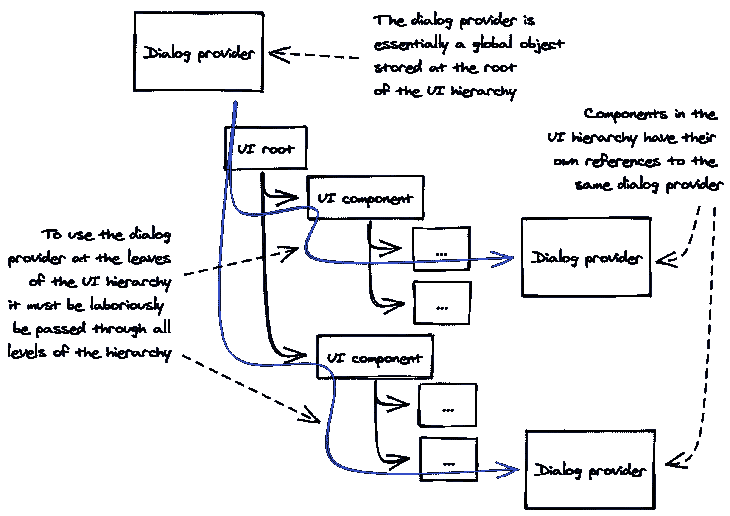 Dialog provider
The dialog provider is
essentially a global object
stored at the root
of the UI hierarchy
Components in the
UI hierarchy have their
own references to the
same dialog provider
UI root
UI component
To use the dialog
provider at the leaves
of the UI hierarchy
it must be laboriously
be passed through all
levels of the hierarchy
...
Dialog provider
...
UI component
...
...
Dialog provider